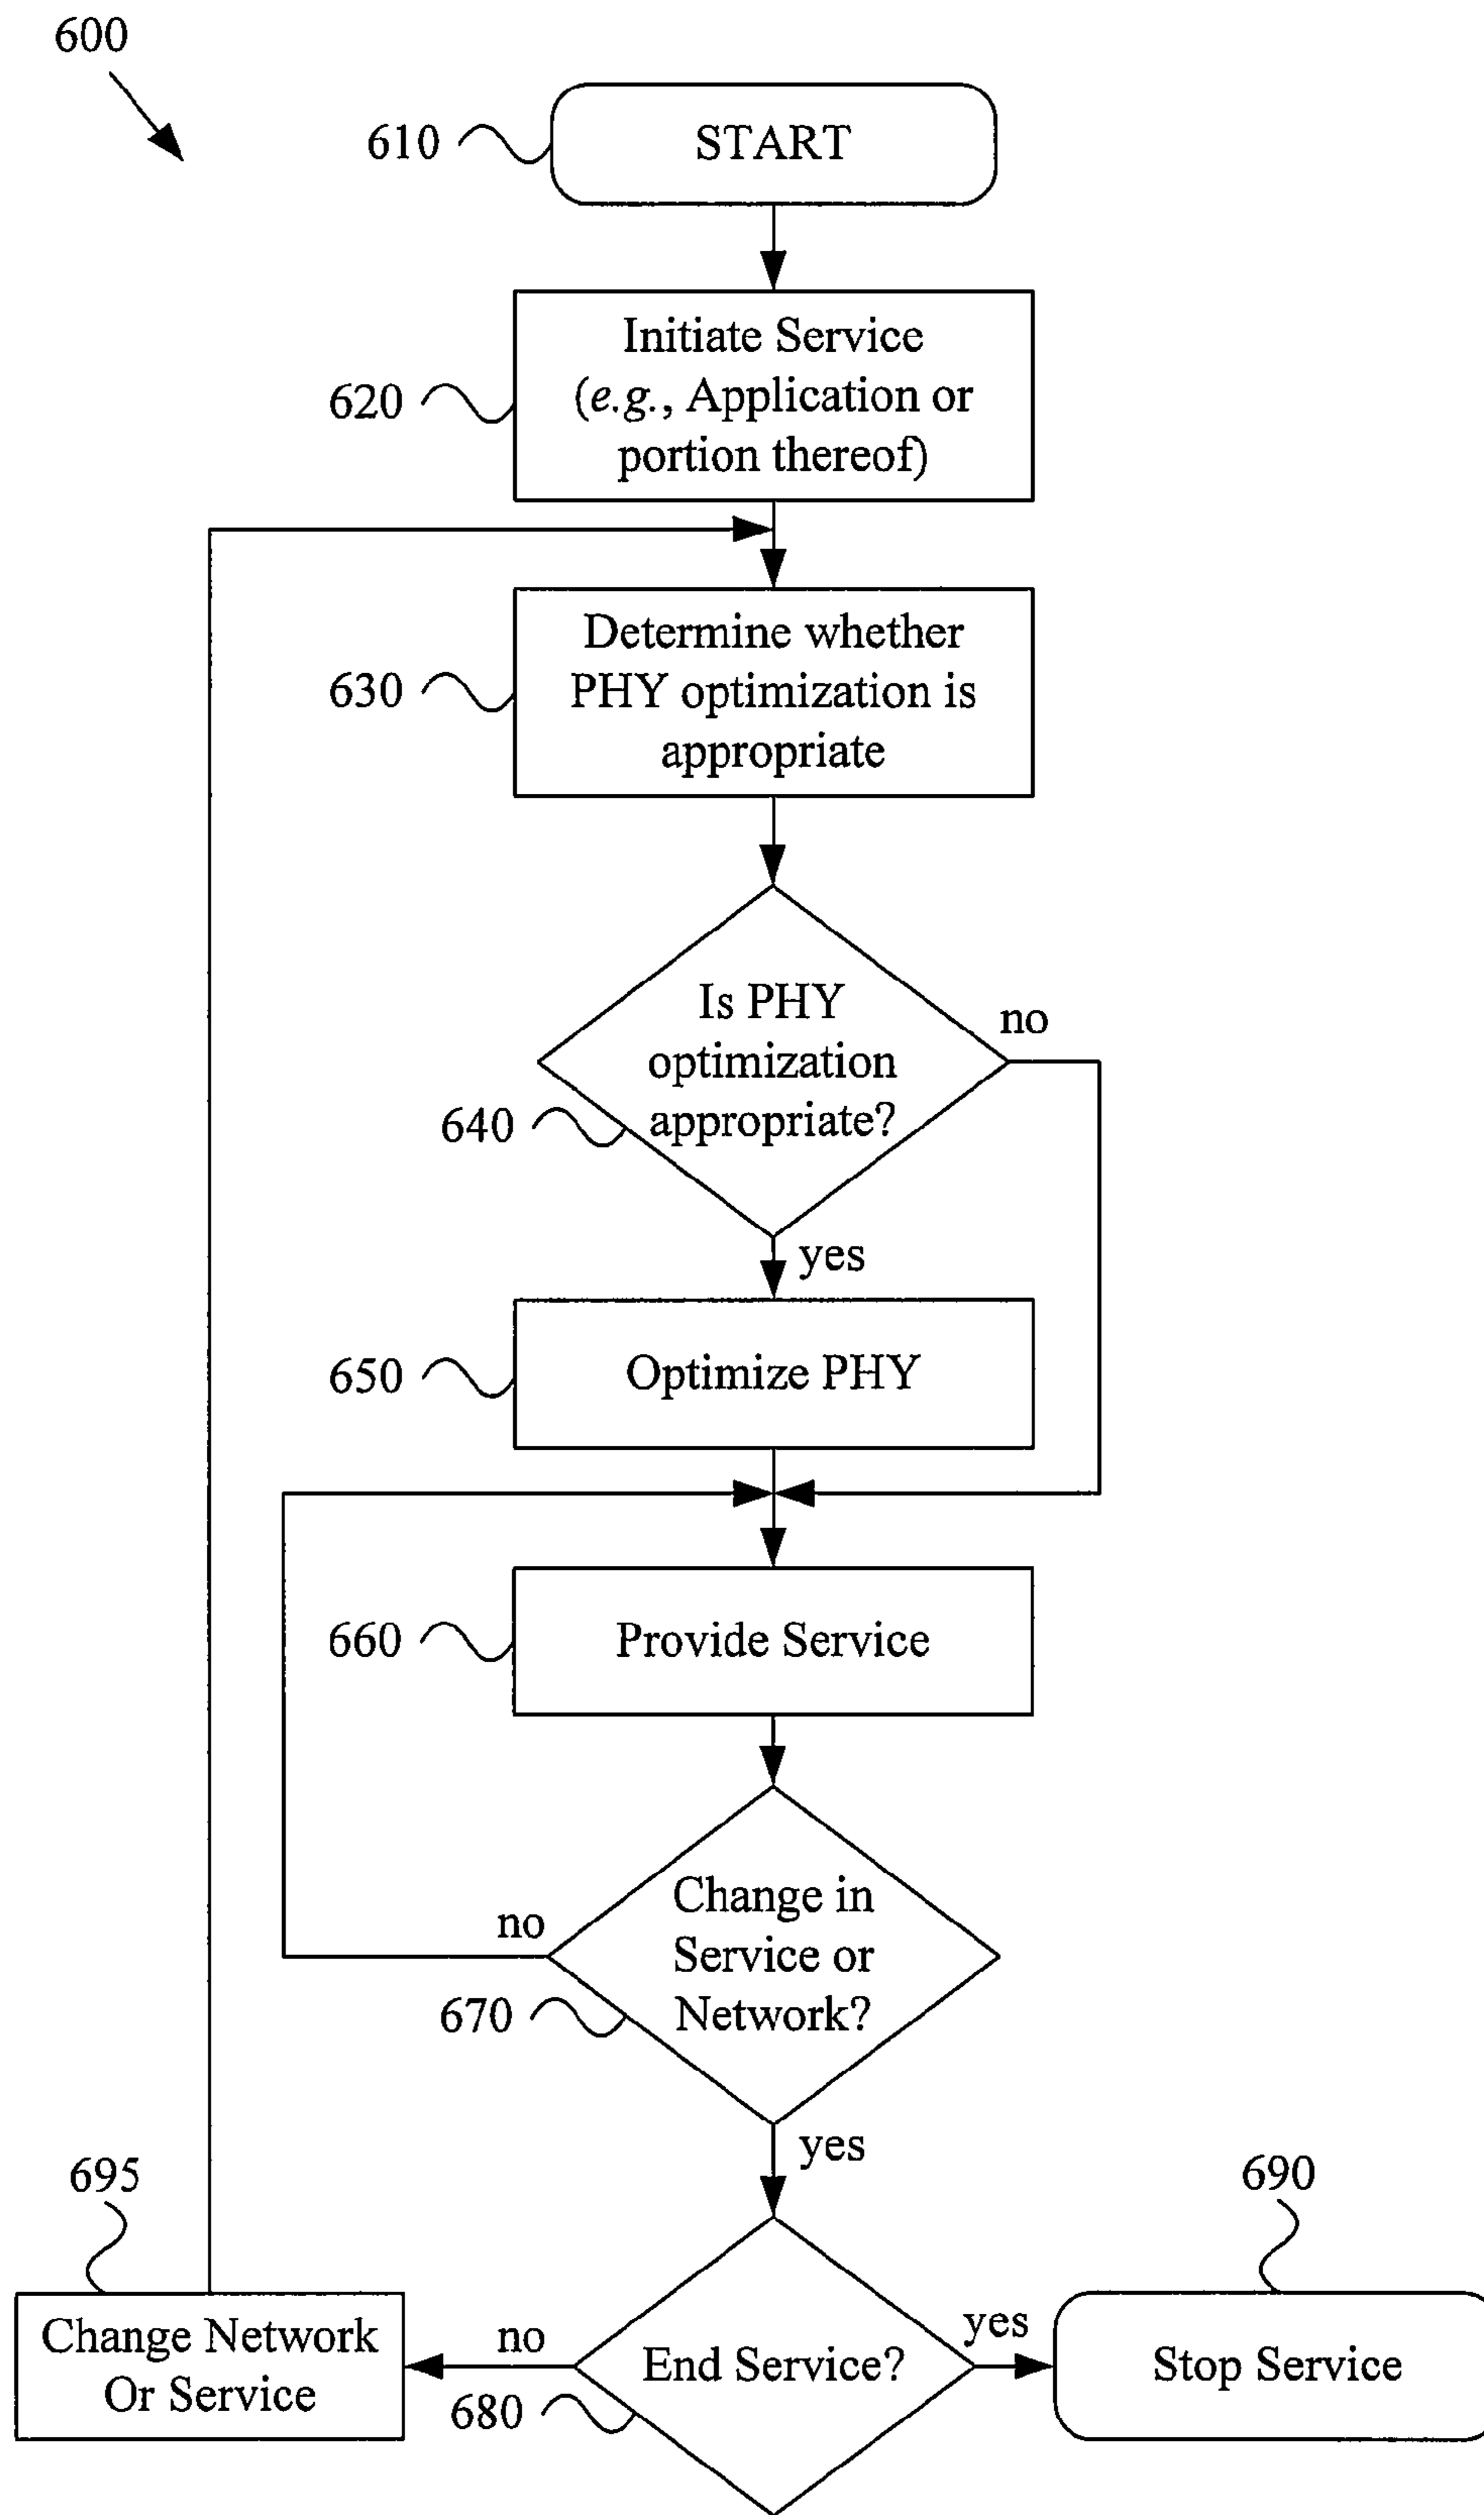 600
610
START
Initiate Service
(e.g., Application or
portion thereof)
620
Determine whether
PHY optimization is
appropriate
630
Is PHY
optimization
appropriate?
no
640
yes
Optimize PHY
650
Provide Service
660
Change in
Service or
Network?
no
670
yes
695
690
Change Network
Or Service
no
End Service?
yes
Stop Service
680